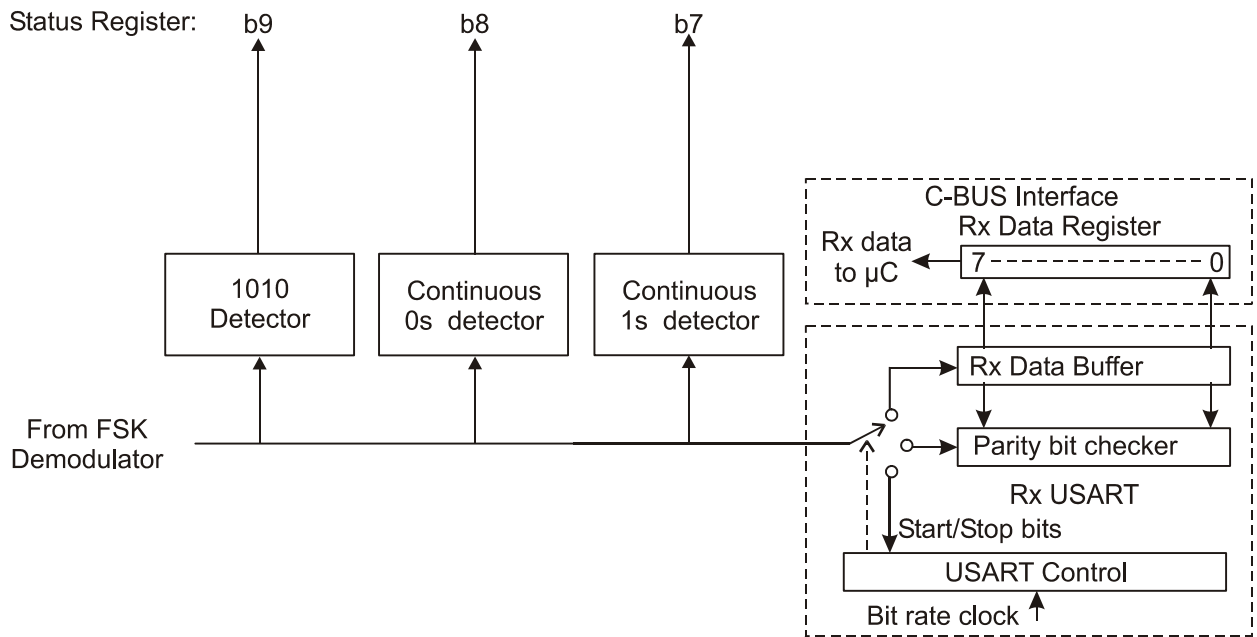 Status Register: b9 b8 b7
C-BUS Interface
Rx Data Register
Rx data
to µC
7 0
1010
Detector
Continuous
0s detector
Continuous
1s detector
Rx Data Buffer
From FSK
Demodulator
Parity bit checker
Rx USART
Start/Stop bits
USART Control
Bit rate clock